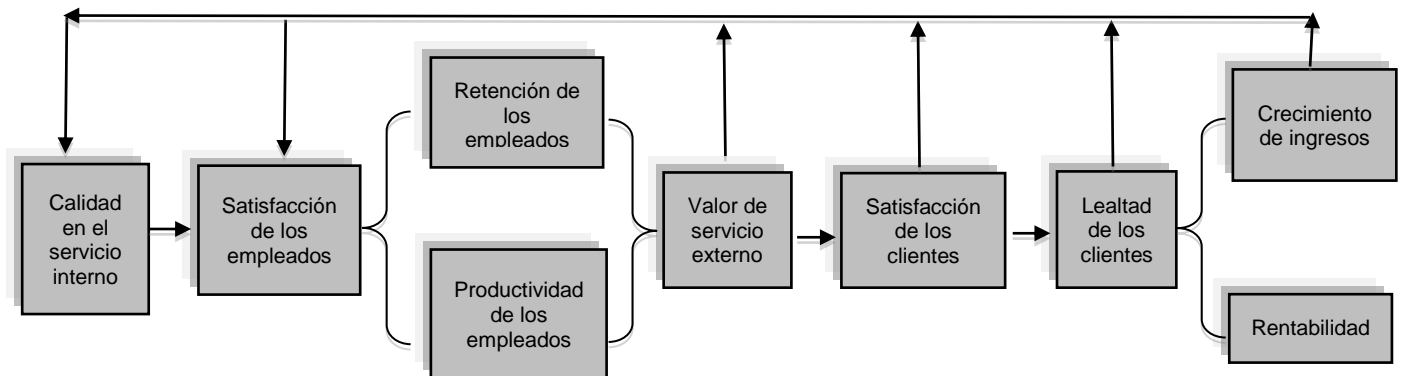 Calidad
en el
servicio
interno
Satisfacción
de los
empleados
Retención de
los
empleados
Productividad
de los
empleados
Valor de
servicio
externo
Satisfacción
de los
clientes
Lealtad
de los
clientes
Crecimiento
de ingresos
Rentabilidad